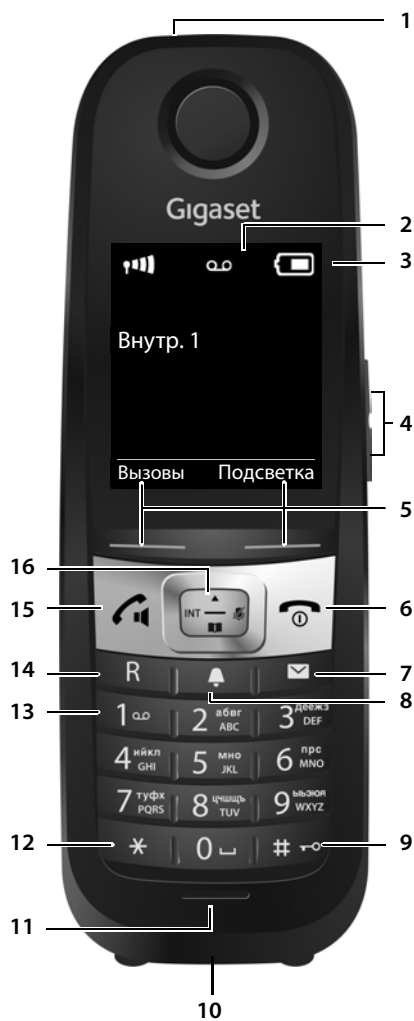 1
Gigaset
2
3
Внутр. 1
4
Вызовы Подсветка
5
16
INT
15
6
14
R
7
8
13
1
2 абвг ABC
3 деежз DEF
4 ийкл GHI
5 мно JKL
6 прс MNO
7 туфх PQRS
8 цчшщъ TUV
9 ыьэюя WXYZ
12
*
0
#
9
11
10